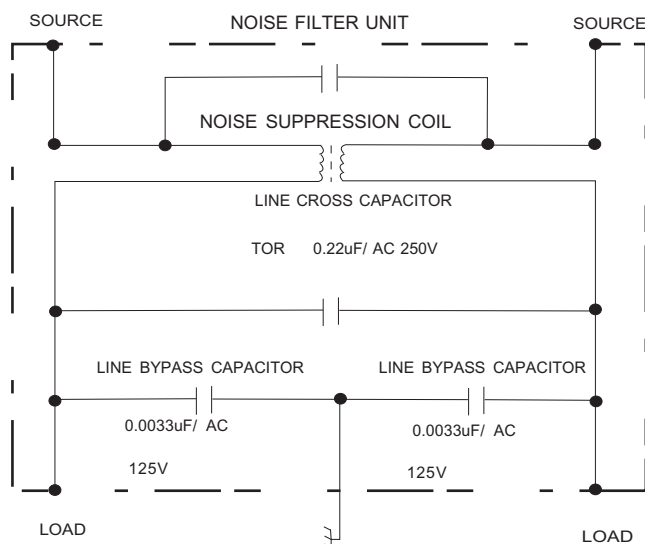 SOURCE
NOISE FILTER UNIT
SOURCE
NOISE SUPPRESSION COIL
LINE CROSS CAPACITOR
TOR 0.22uF/ AC 250V
LINE BYPASS CAPACITOR
LINE BYPASS CAPACITOR
0.0033uF/ AC
0.0033uF/ AC
125V
125V
LOAD
LOAD